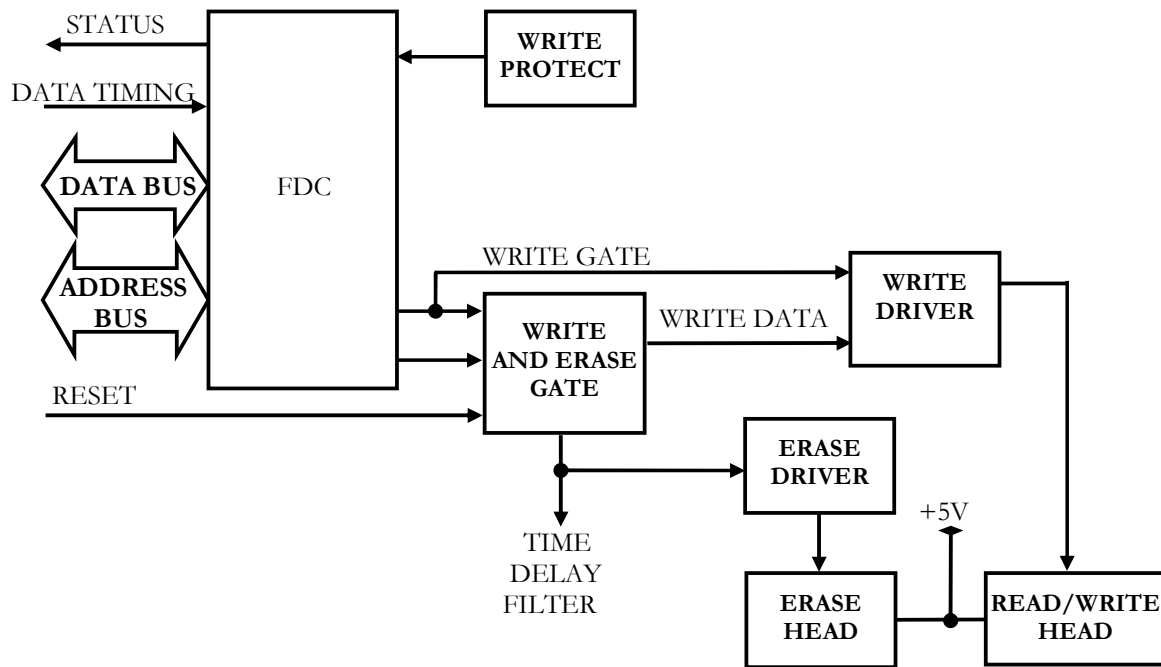 STATUS
WRITE
PROTECT
DATA TIMING
DATA BUS
FDC
WRITE GATE
ADDRESS
BUS
WRITE
DRIVER
WRITE
AND ERASE
GATE
WRITE DATA
RESET
ERASE
DRIVER
+5V
TIME
DELAY
FILTER
ERASE
HEAD
READ/WRITE
HEAD